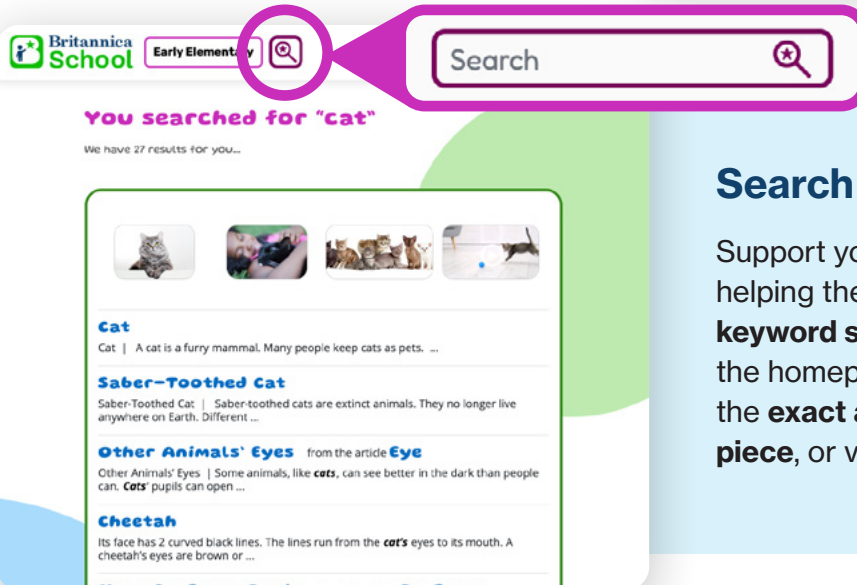 Britannica
School
Early Elementary
Search
You searched for "cat"
We have 27 results for you...
Cat
Cat | A cat is a furry mammal. Many people keep cats as pets. ...
Saber-Toothed Cat
Saber-Toothed Cat | Saber-toothed cats are extinct animals. They no longer live
anywhere on Earth. Different ...
Other Animals' Eyes from the article Eye
Other Animals' Eyes | Some animals, like cats, can see better in the dark than people
can. Cats' pupils can open ...
Cheetah
Its face has 2 curved black lines. The lines run from the cat's eyes to its mouth. A
cheetah's eyes are brown or ...
Search
Support yo
helping the
keyword s
the homep
the exact a
piece, or v